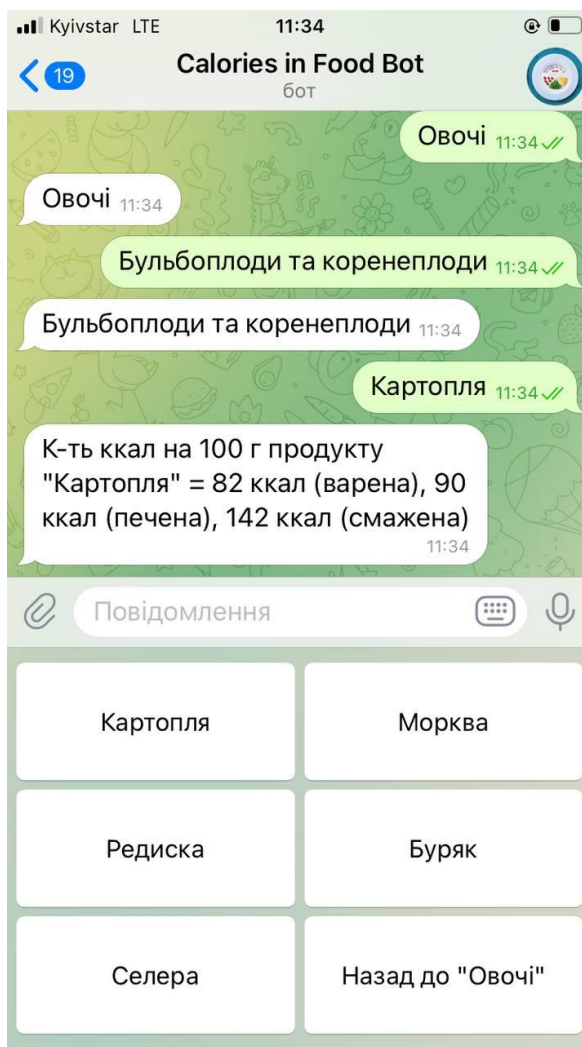 Kyivstar LTE 11:34
19
Calories in Food Bot
бот
Овочі 11:34
Овочі 11:34
Бульбоплоди та коренеплоди 11:34
Бульбоплоди та коренеплоди 11:34
Картопля 11:34
К-ть ккал на 100 г продукту
"Картопля" = 82 ккал (варена), 90
ккал (печена), 142 ккал (смажена)
11:34
Повідомлення
Картопля Морква
Редиска Буряк
Селера Назад до "Овочі"